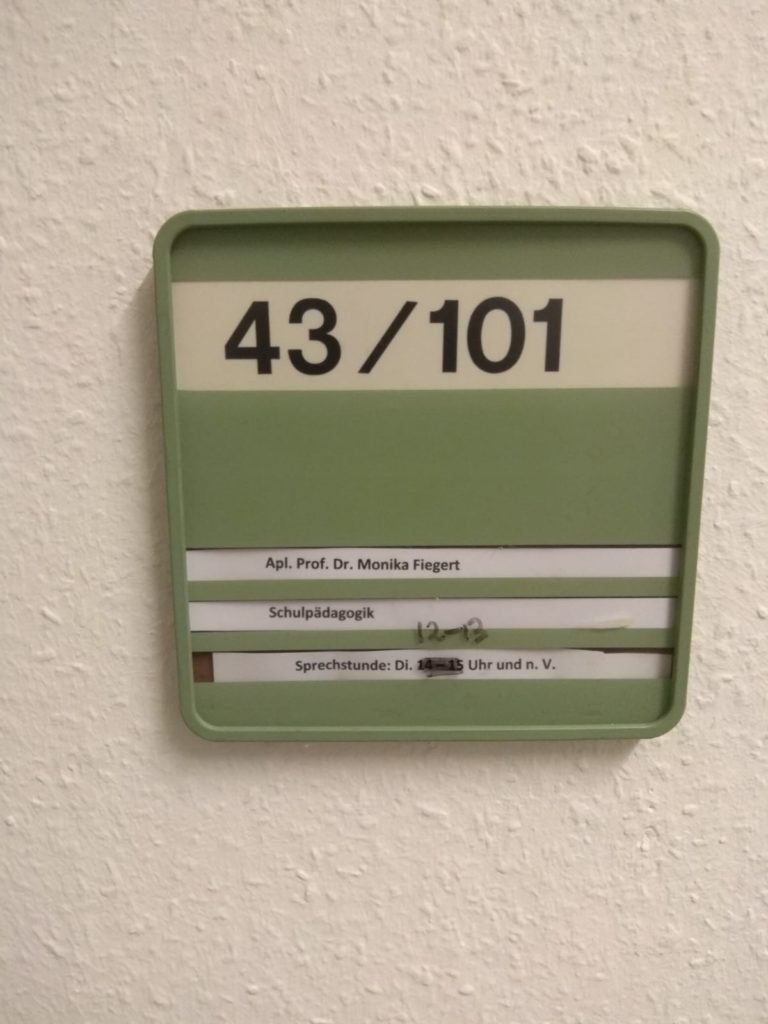 43/101
Apl. Prof. Dr. Monika Fiegert
Schulpädagogik
12-13
Sprechstunde: Di. 14 – 15 Uhr und n. V.